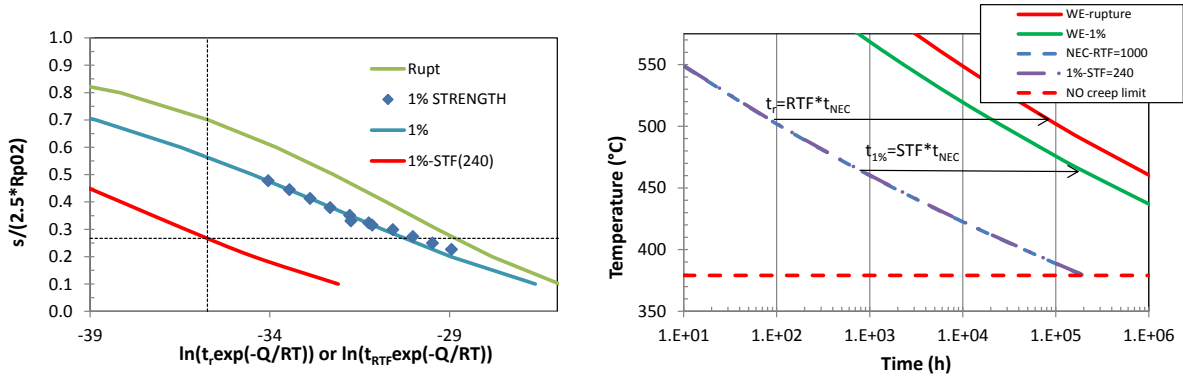 1.0
0.9
0.8
0.7
0.6
0.5
0.4
0.3
0.2
0.1
0.0
s/(2.5*Rp02)
Rupt
1% STRENGTH
1%
1%-STF(240)
-39
-34
-29
ln(trexp(-Q/RT)) or ln(tRTFexp(-Q/RT))
WE-rupture
WE-1%
NEC-RTF=1000
1%-STF=240
NO creep limit
550
500
450
400
350
Temperature (°C)
tr=RTF*tNEC
t1%=STF*tNEC
1.E+01
1.E+02
1.E+03
1.E+04
1.E+05
1.E+06
Time (h)